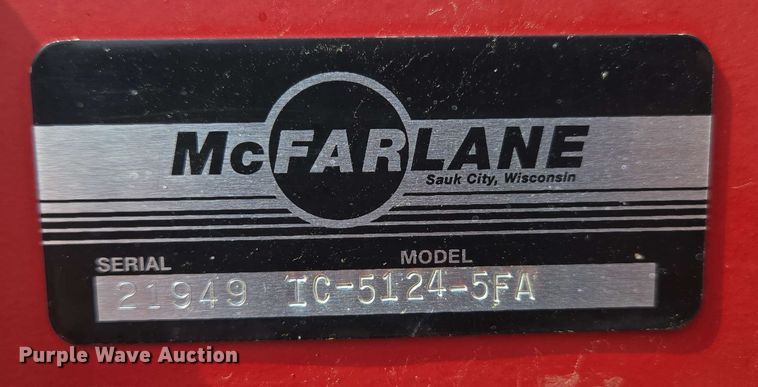 McFARLANE
Sauk City, Wisconsin
SERIAL MODEL
21949 IC-5124-5FA
Purple Wave Auction